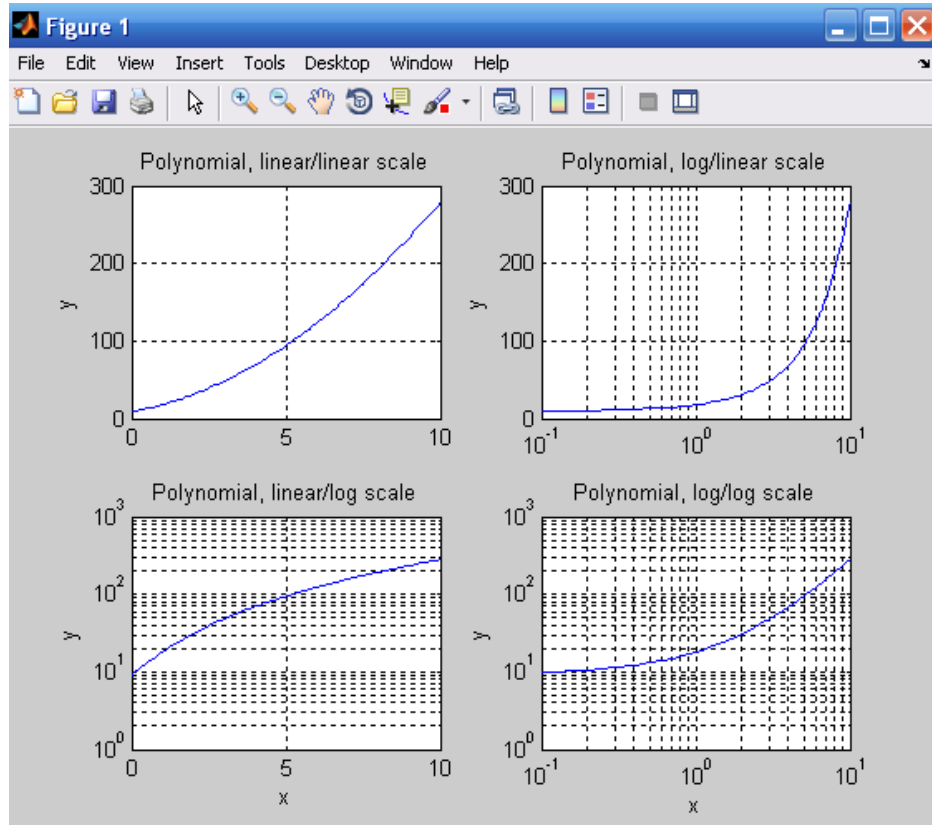 Figure 1
File Edit View Insert Tools Desktop Window Help
Polynomial, linear/linear scale
300
200
100
0
y
0 5 10
Polynomial, log/linear scale
300
200
100
0
y
10^-1 10^0 10^1
Polynomial, linear/log scale
10^3
10^2
10^1
10^0
y
0 5 10
x
Polynomial, log/log scale
10^3
10^2
10^1
10^0
y
10^-1 10^0 10^1
x